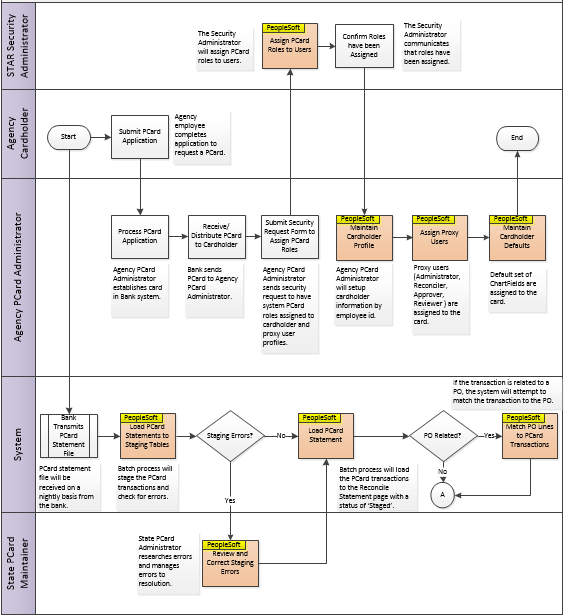 STAR Security
Administrator
The Security
Administrator
will assign PCard
roles to users.
PeopleSoft
Assign PCard
Roles to Users
Confirm Roles
have been
Assigned
The Security
Administrator
communicates
that roles have
been assigned.
Agency
Cardholder
Start
Submit PCard
Application
Agency
employee
completes
application to
request a PCard.
End
Agency PCard Administrator
Process PCard
Application
Receive/
Distribute PCard
to Cardholder
Submit Security
Request Form to
Assign PCard
Roles
PeopleSoft
Maintain
Cardholder
Profile
PeopleSoft
Assign Proxy
Users
PeopleSoft
Maintain
Cardholder
Defaults
Agency PCard
Administrator
establishes card
in Bank system.
Bank sends
PCard to Agency
PCard
Administrator.
Agency PCard
Administrator
sends security
request to have
system PCard
roles assigned to
cardholder and
proxy user
profiles.
Agency PCard
Administrator
will setup
cardholder
information by
employee id.
Proxy users
(Administrator,
Reconciler,
Approver,
Reviewer ) are
assigned to the
card.
Default set of
ChartFields are
assigned to the
card.
System
If the transaction is related to a
PO, the system will attempt to
match the transaction to the PO.
Bank
Transmits
PCard
Statement
File
PeopleSoft
Load PCard
Statements to
Staging Tables
Staging Errors?
No
PeopleSoft
Load PCard
Statement
PO Related?
Yes
PeopleSoft
Match PO Lines
to PCard
Transactions
PCard statement
file will be
received on a
nightly basis from
the bank.
Batch process will
stage the PCard
transactions and
check for errors.
Yes
Batch process will load
the PCard transactions
to the Reconcile
Statement page with a
status of 'Staged'.
No
A
State PCard
Maintainer
State PCard
Administrator
researches errors
and manages
errors to
resolution.
PeopleSoft
Review and
Correct Staging
Errors